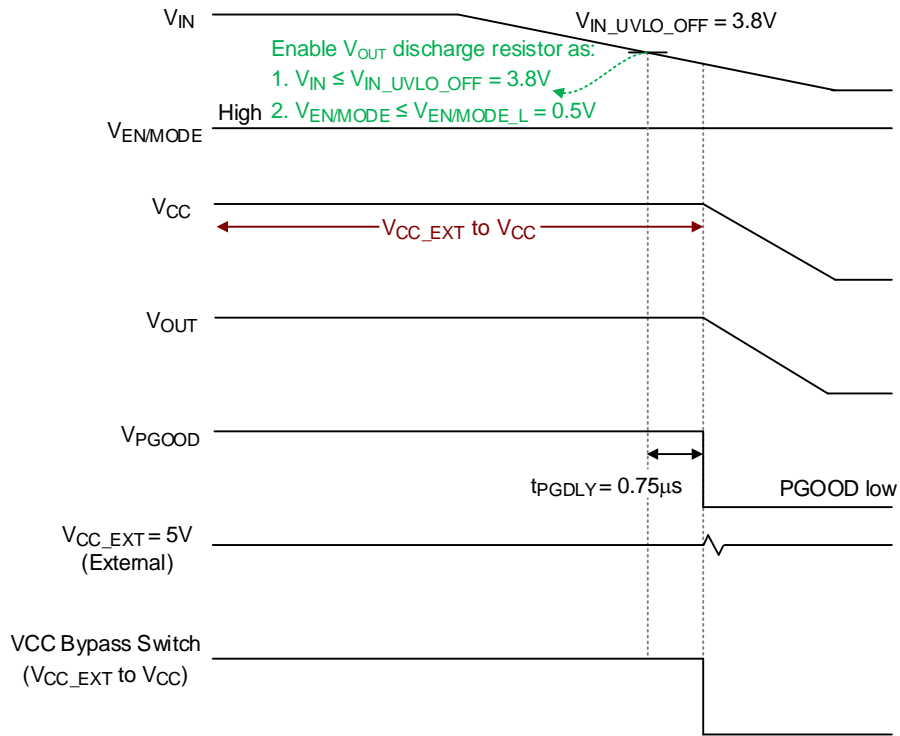 VIN
VIN_UVLO_OFF = 3.8V
Enable VOUT discharge resistor as:
1. VIN ≤ VIN_UVLO_OFF = 3.8V
2. VEN/MODE ≤ VEN/MODE_L = 0.5V
High
VEN/MODE
VCC
VCC_EXT to VCC
VOUT
VPGOOD
tPGDLY = 0.75μs
PGOOD low
VCC_EXT = 5V
(External)
VCC Bypass Switch
(VCC_EXT to VCC)